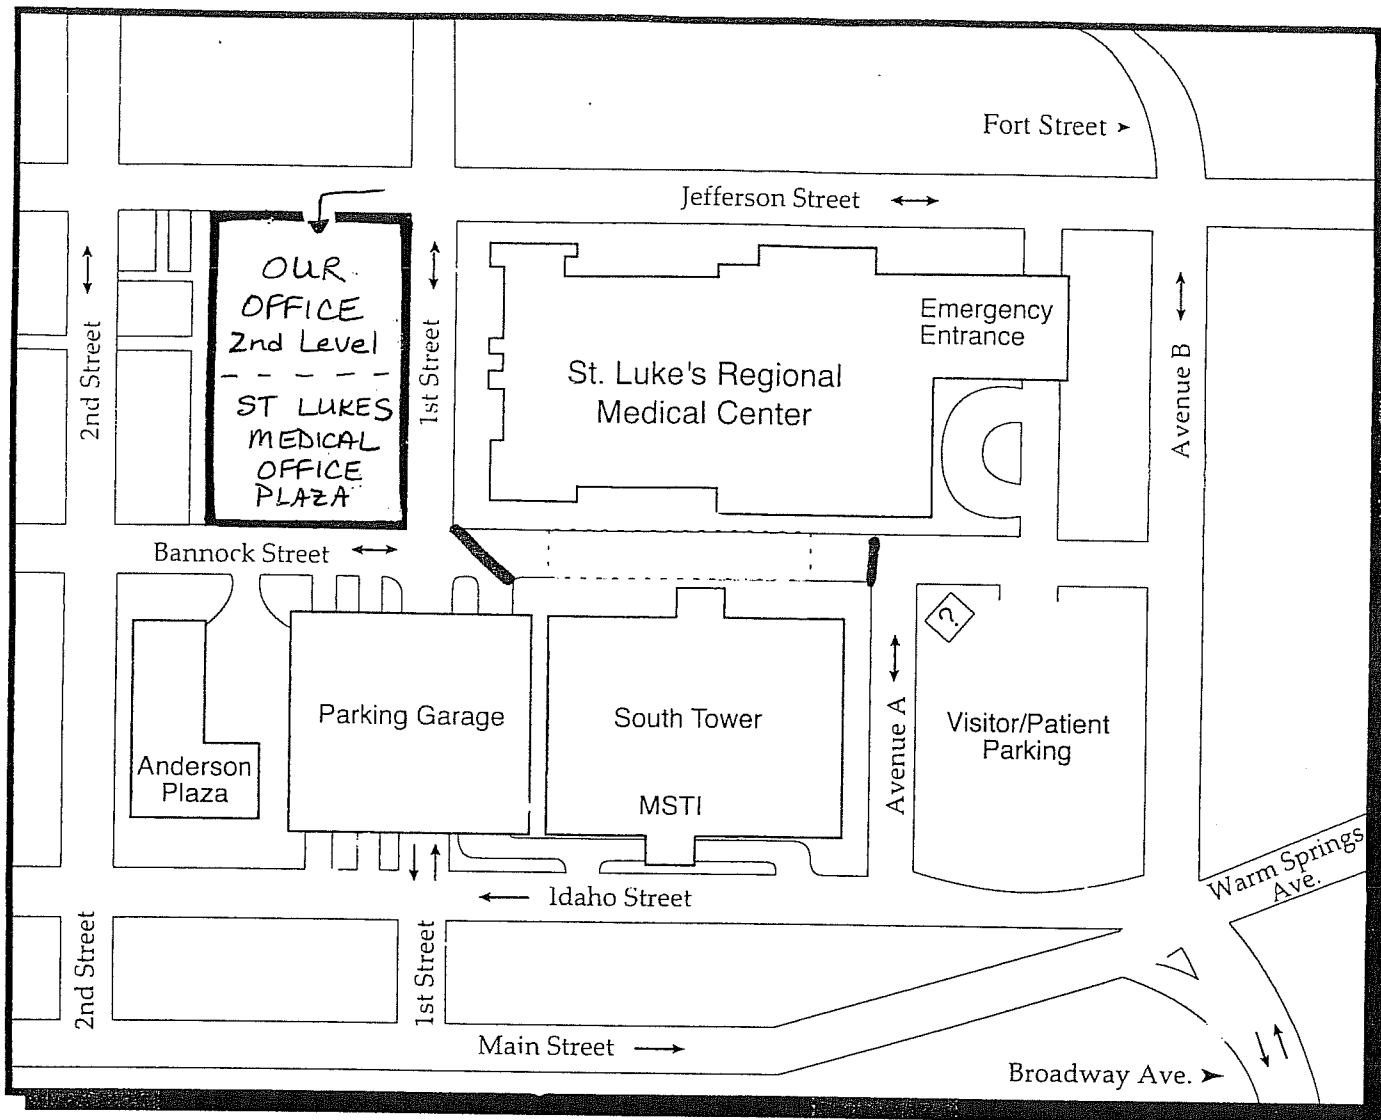 Fort Street
Jefferson Street
OUR
OFFICE
2nd Level
ST LUKES
MEDICAL
OFFICE
PLAZA
2nd Street
1st Street
St. Luke's Regional
Medical Center
Emergency
Entrance
Avenue B
Bannock Street
?
Anderson
Plaza
Parking Garage
South Tower
MSTI
Avenue A
Visitor/Patient
Parking
Warm Springs
Ave.
Idaho Street
2nd Street
1st Street
Main Street
Broadway Ave.